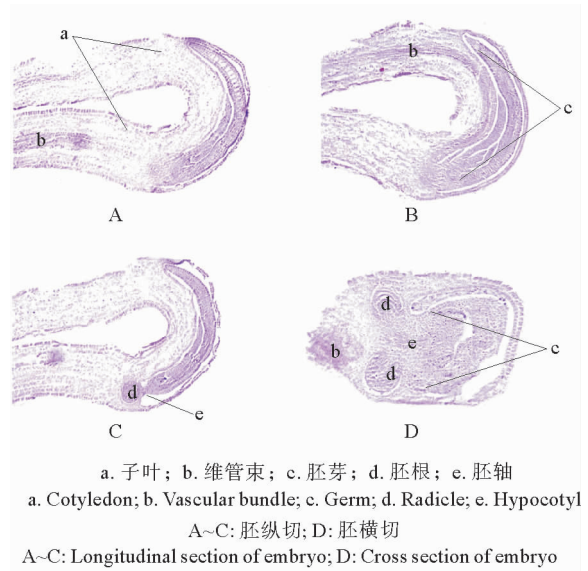 a
b
A
b
c
B
d
e
C
d
e
b
d
c
D
a. 子叶；b. 维管束；c. 胚芽；d. 胚根；e. 胚轴
a. Cotyledon; b. Vascular bundle; c. Germ; d. Radicle; e. Hypocotyl
A~C: 胚纵切; D: 胚横切
A~C: Longitudinal section of embryo; D: Cross section of embryo